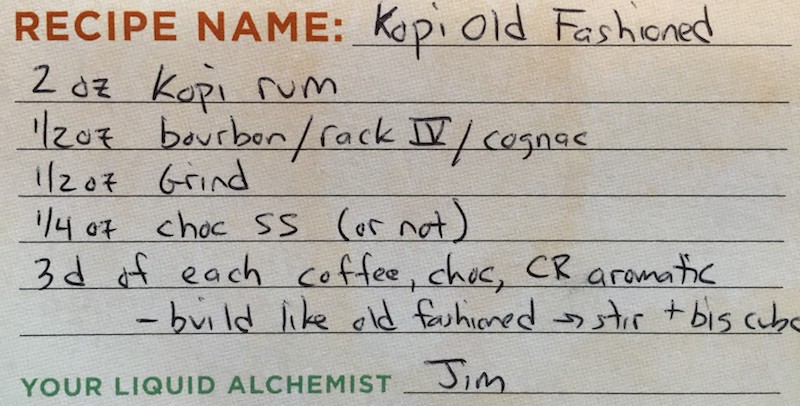 RECIPE NAME: Kopi Old Fashioned
2 oz Kopi rum
1/2 oz bourbon/rack IV/cognac
1/2 oz Grind
1/4 oz choc SS (or not)
3 d of each coffee, choc, CR aromatic
- build like old fashioned → stir + big cube
YOUR LIQUID ALCHEMIST Jim